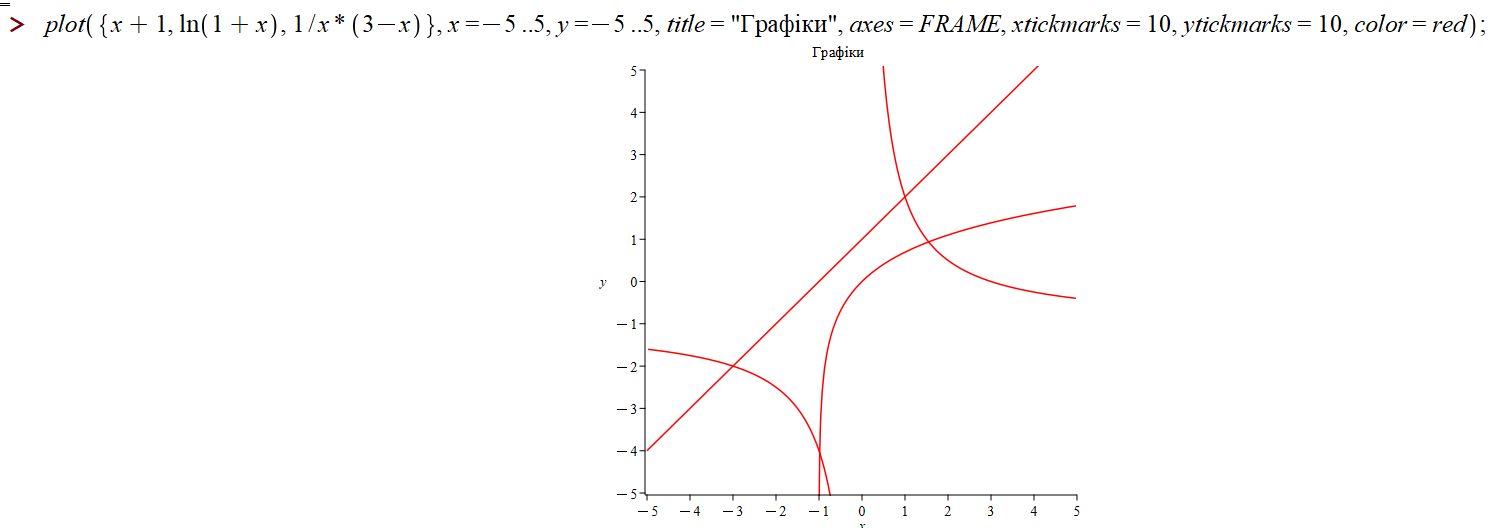 > plot( {x + 1, ln(1 + x), 1/x * (3−x)}, x =− 5 ..5, y =− 5 ..5, title = "Графіки", axes = FRAME, xtickmarks = 10, ytickmarks = 10, color = red);
Графіки
5
4
3
2
1
y 0
−1
−2
−3
−4
−5
−5 −4 −3 −2 −1 0 1 2 3 4 5
x